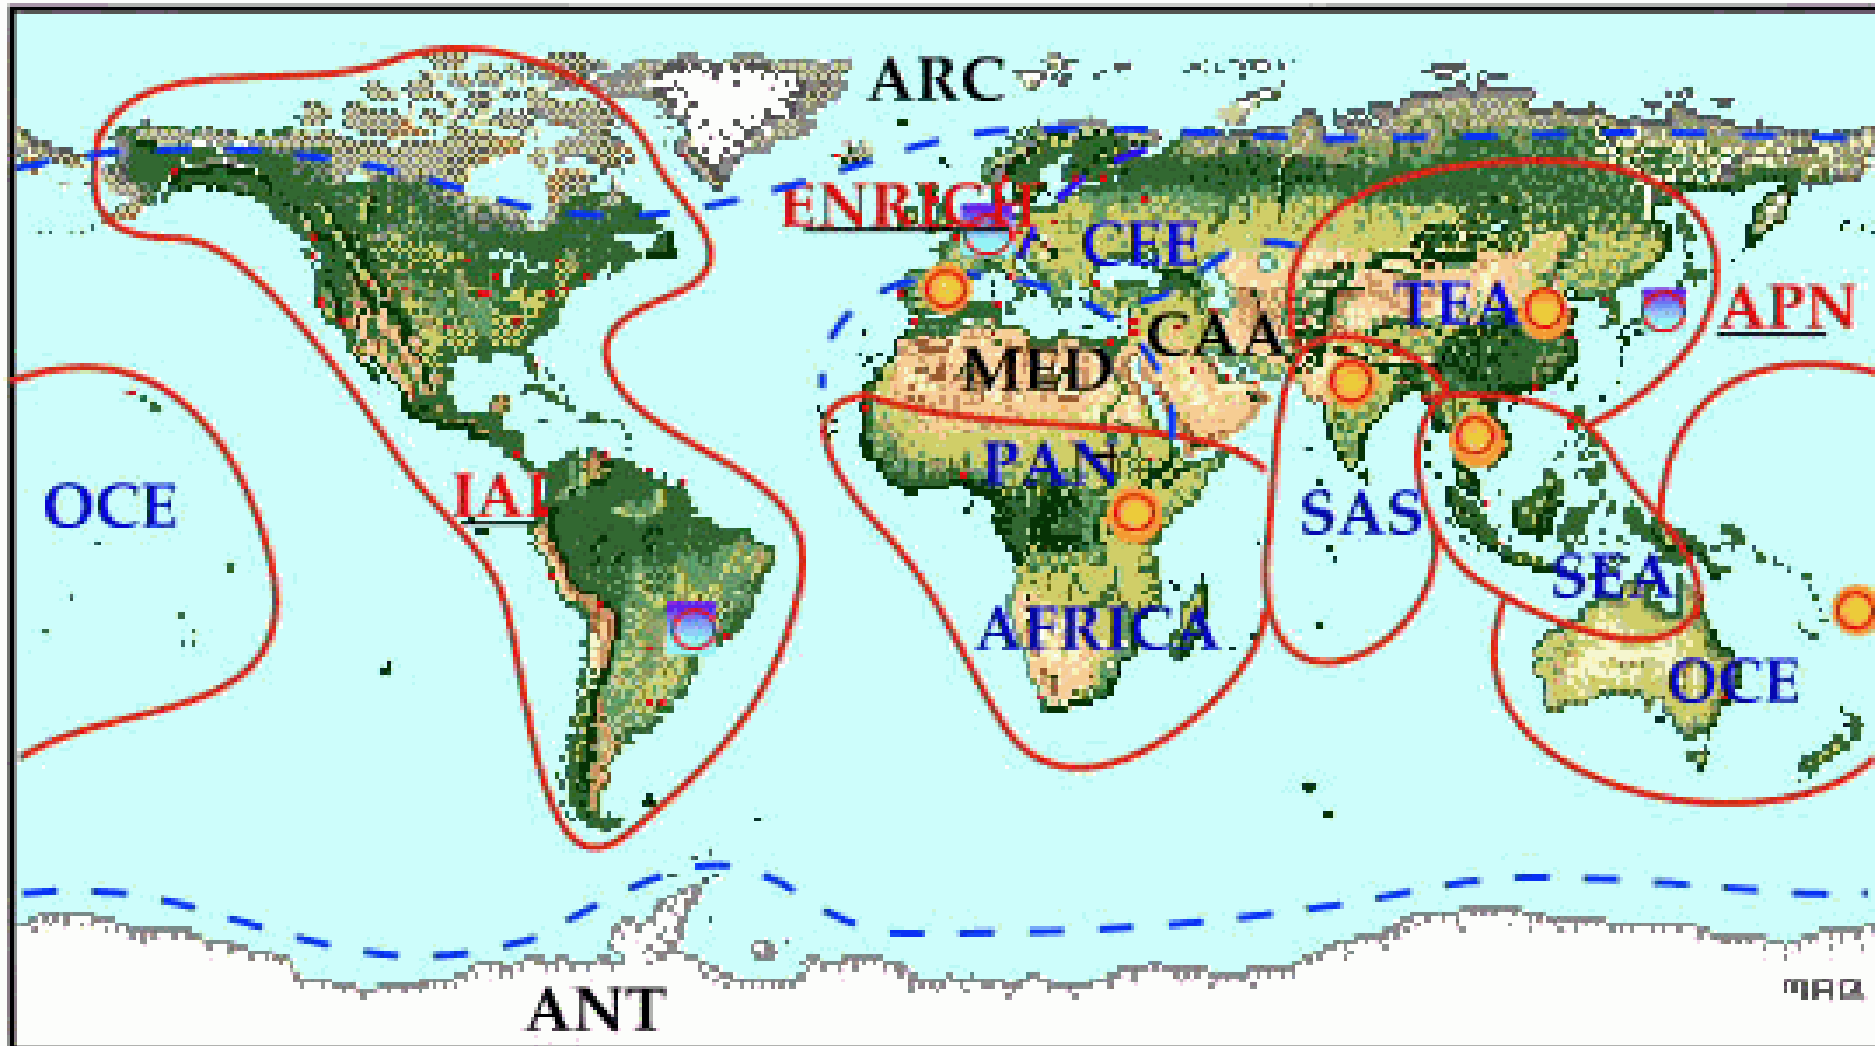 ARC
ENRICH
CEE
TEA
APN
CAA
MED
PAN
OCE
IAI
SAS
SEA
AFRICA
OCE
ANT